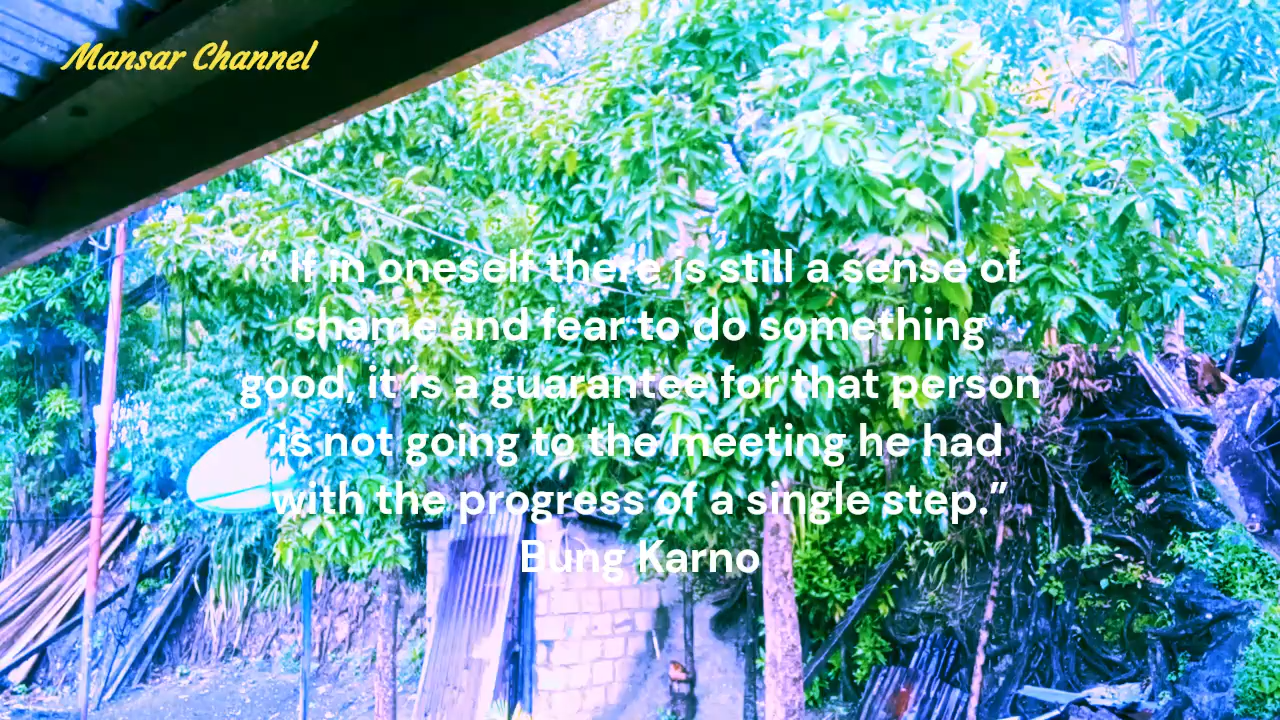 Mansar Channel
“ If in oneself there is still a sense of
shame and fear to do something
good, it is a guarantee for that person
is not going to the meeting he had
with the progress of a single step.”
Bung Karno